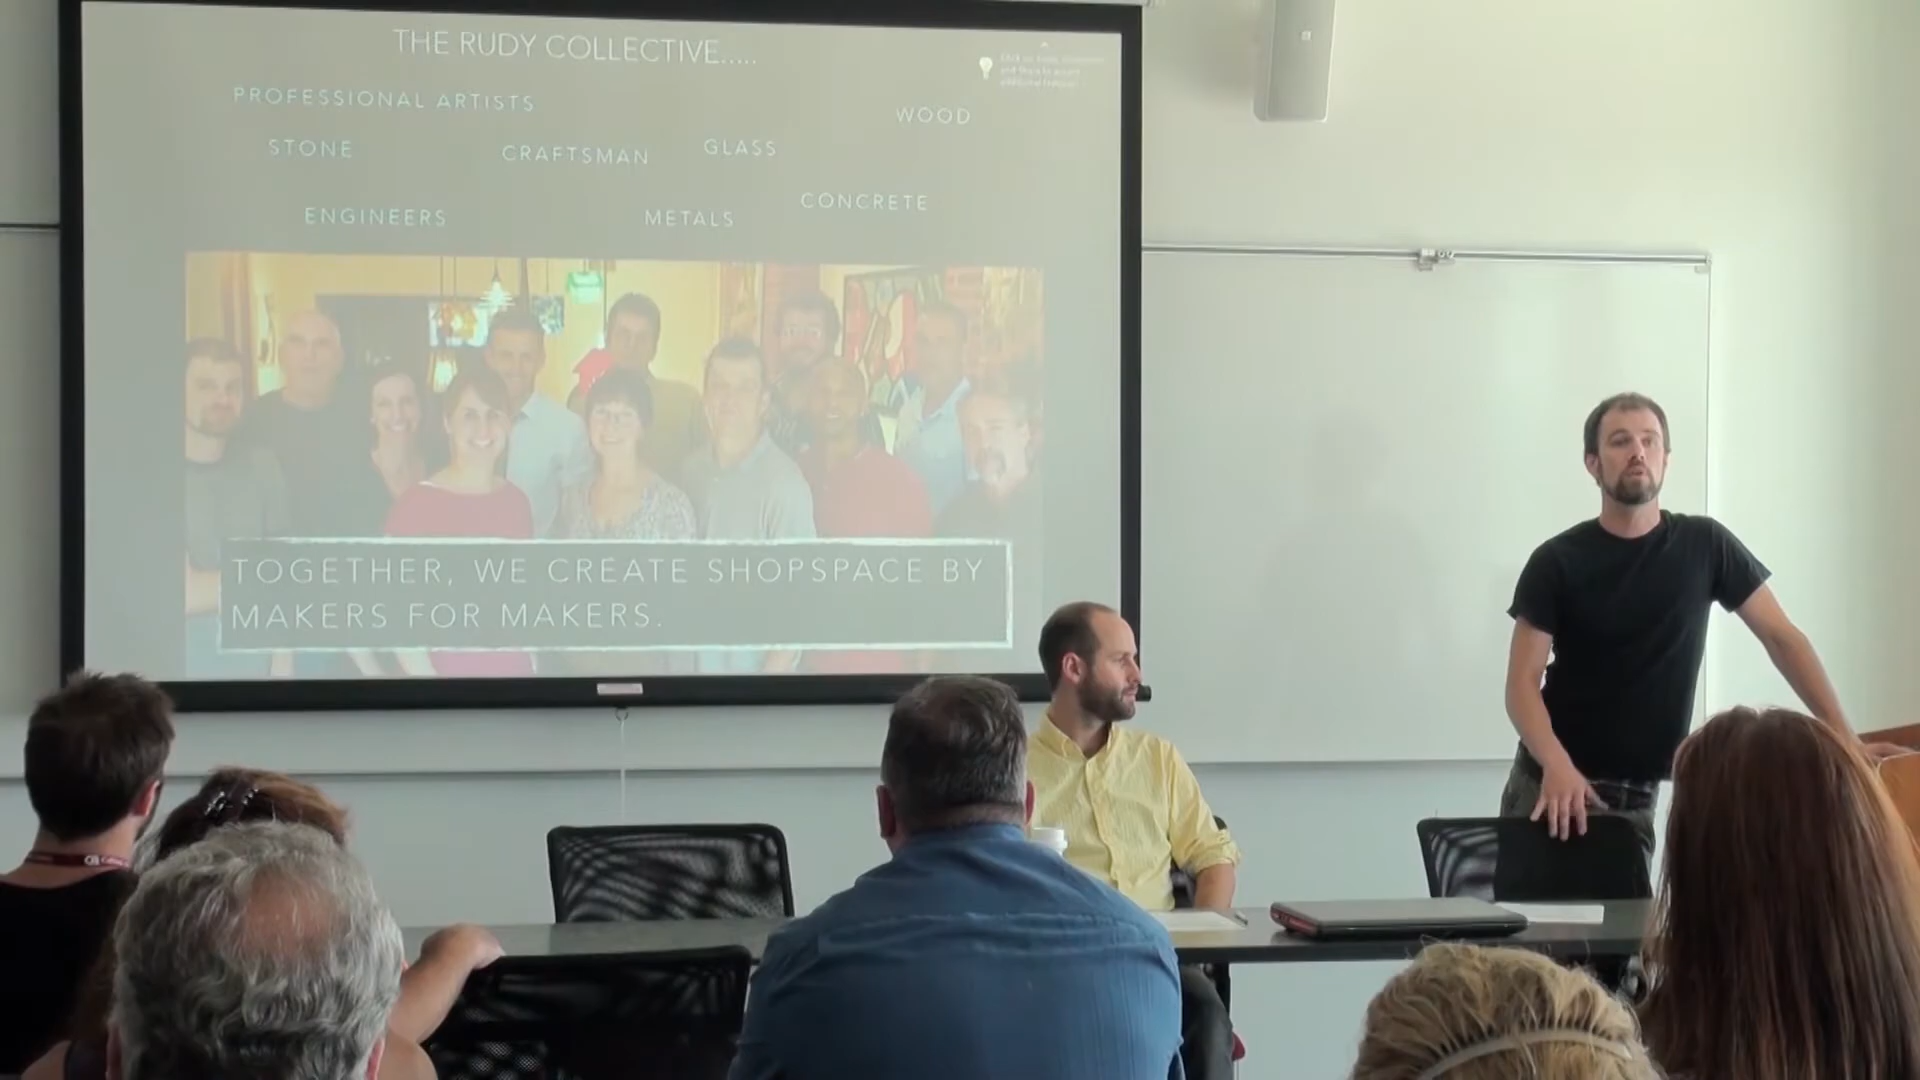 THE RUDY COLLECTIVE.....
PROFESSIONAL ARTISTS
WOOD
STONE
CRAFTSMAN
GLASS
CONCRETE
ENGINEERS
METALS
TOGETHER, WE CREATE SHOPSPACE BY
MAKERS FOR MAKERS.